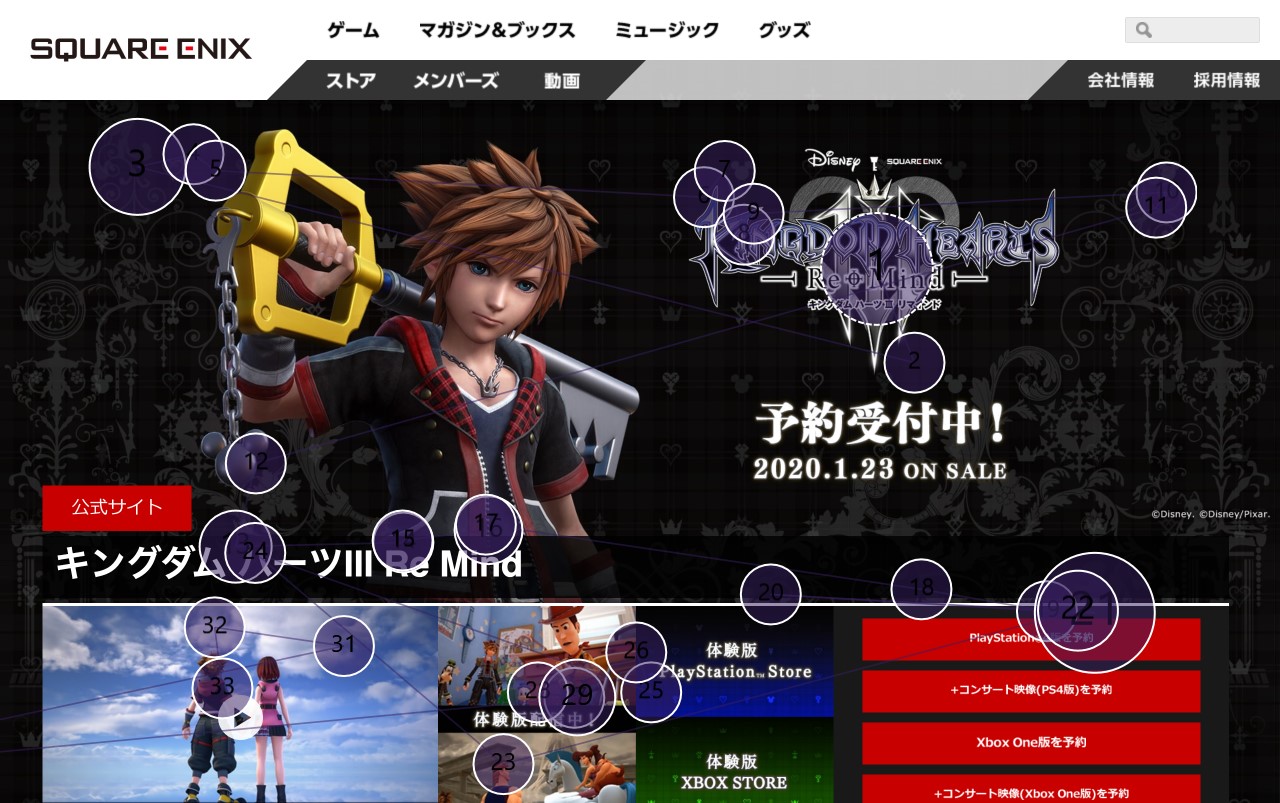 SQUARE ENIX
ゲーム
マガジン&ブックス
ミュージック
グッズ
ストア
メンバーズ
動画
会社情報
採用情報
Disney SQUARE ENIX
KINGDOM HEARTS
Re Mind
キングダム ハーツIII リマインド
予約受付中!
2020.1.23 ON SALE
©Disney. ©Disney/Pixar.
公式サイト
キングダム ハーツIII Re Mind
体験版
PlayStation™Store
体験版配信中!
体験版
XBOX STORE
PlayStation 版を予約
+コンサート映像(PS4版)を予約
Xbox One版を予約
+コンサート映像(Xbox One版)を予約
1
2
3
5
7
9
8
11
12
15
17
18
20
22
23
24
25
26
29
31
32
33